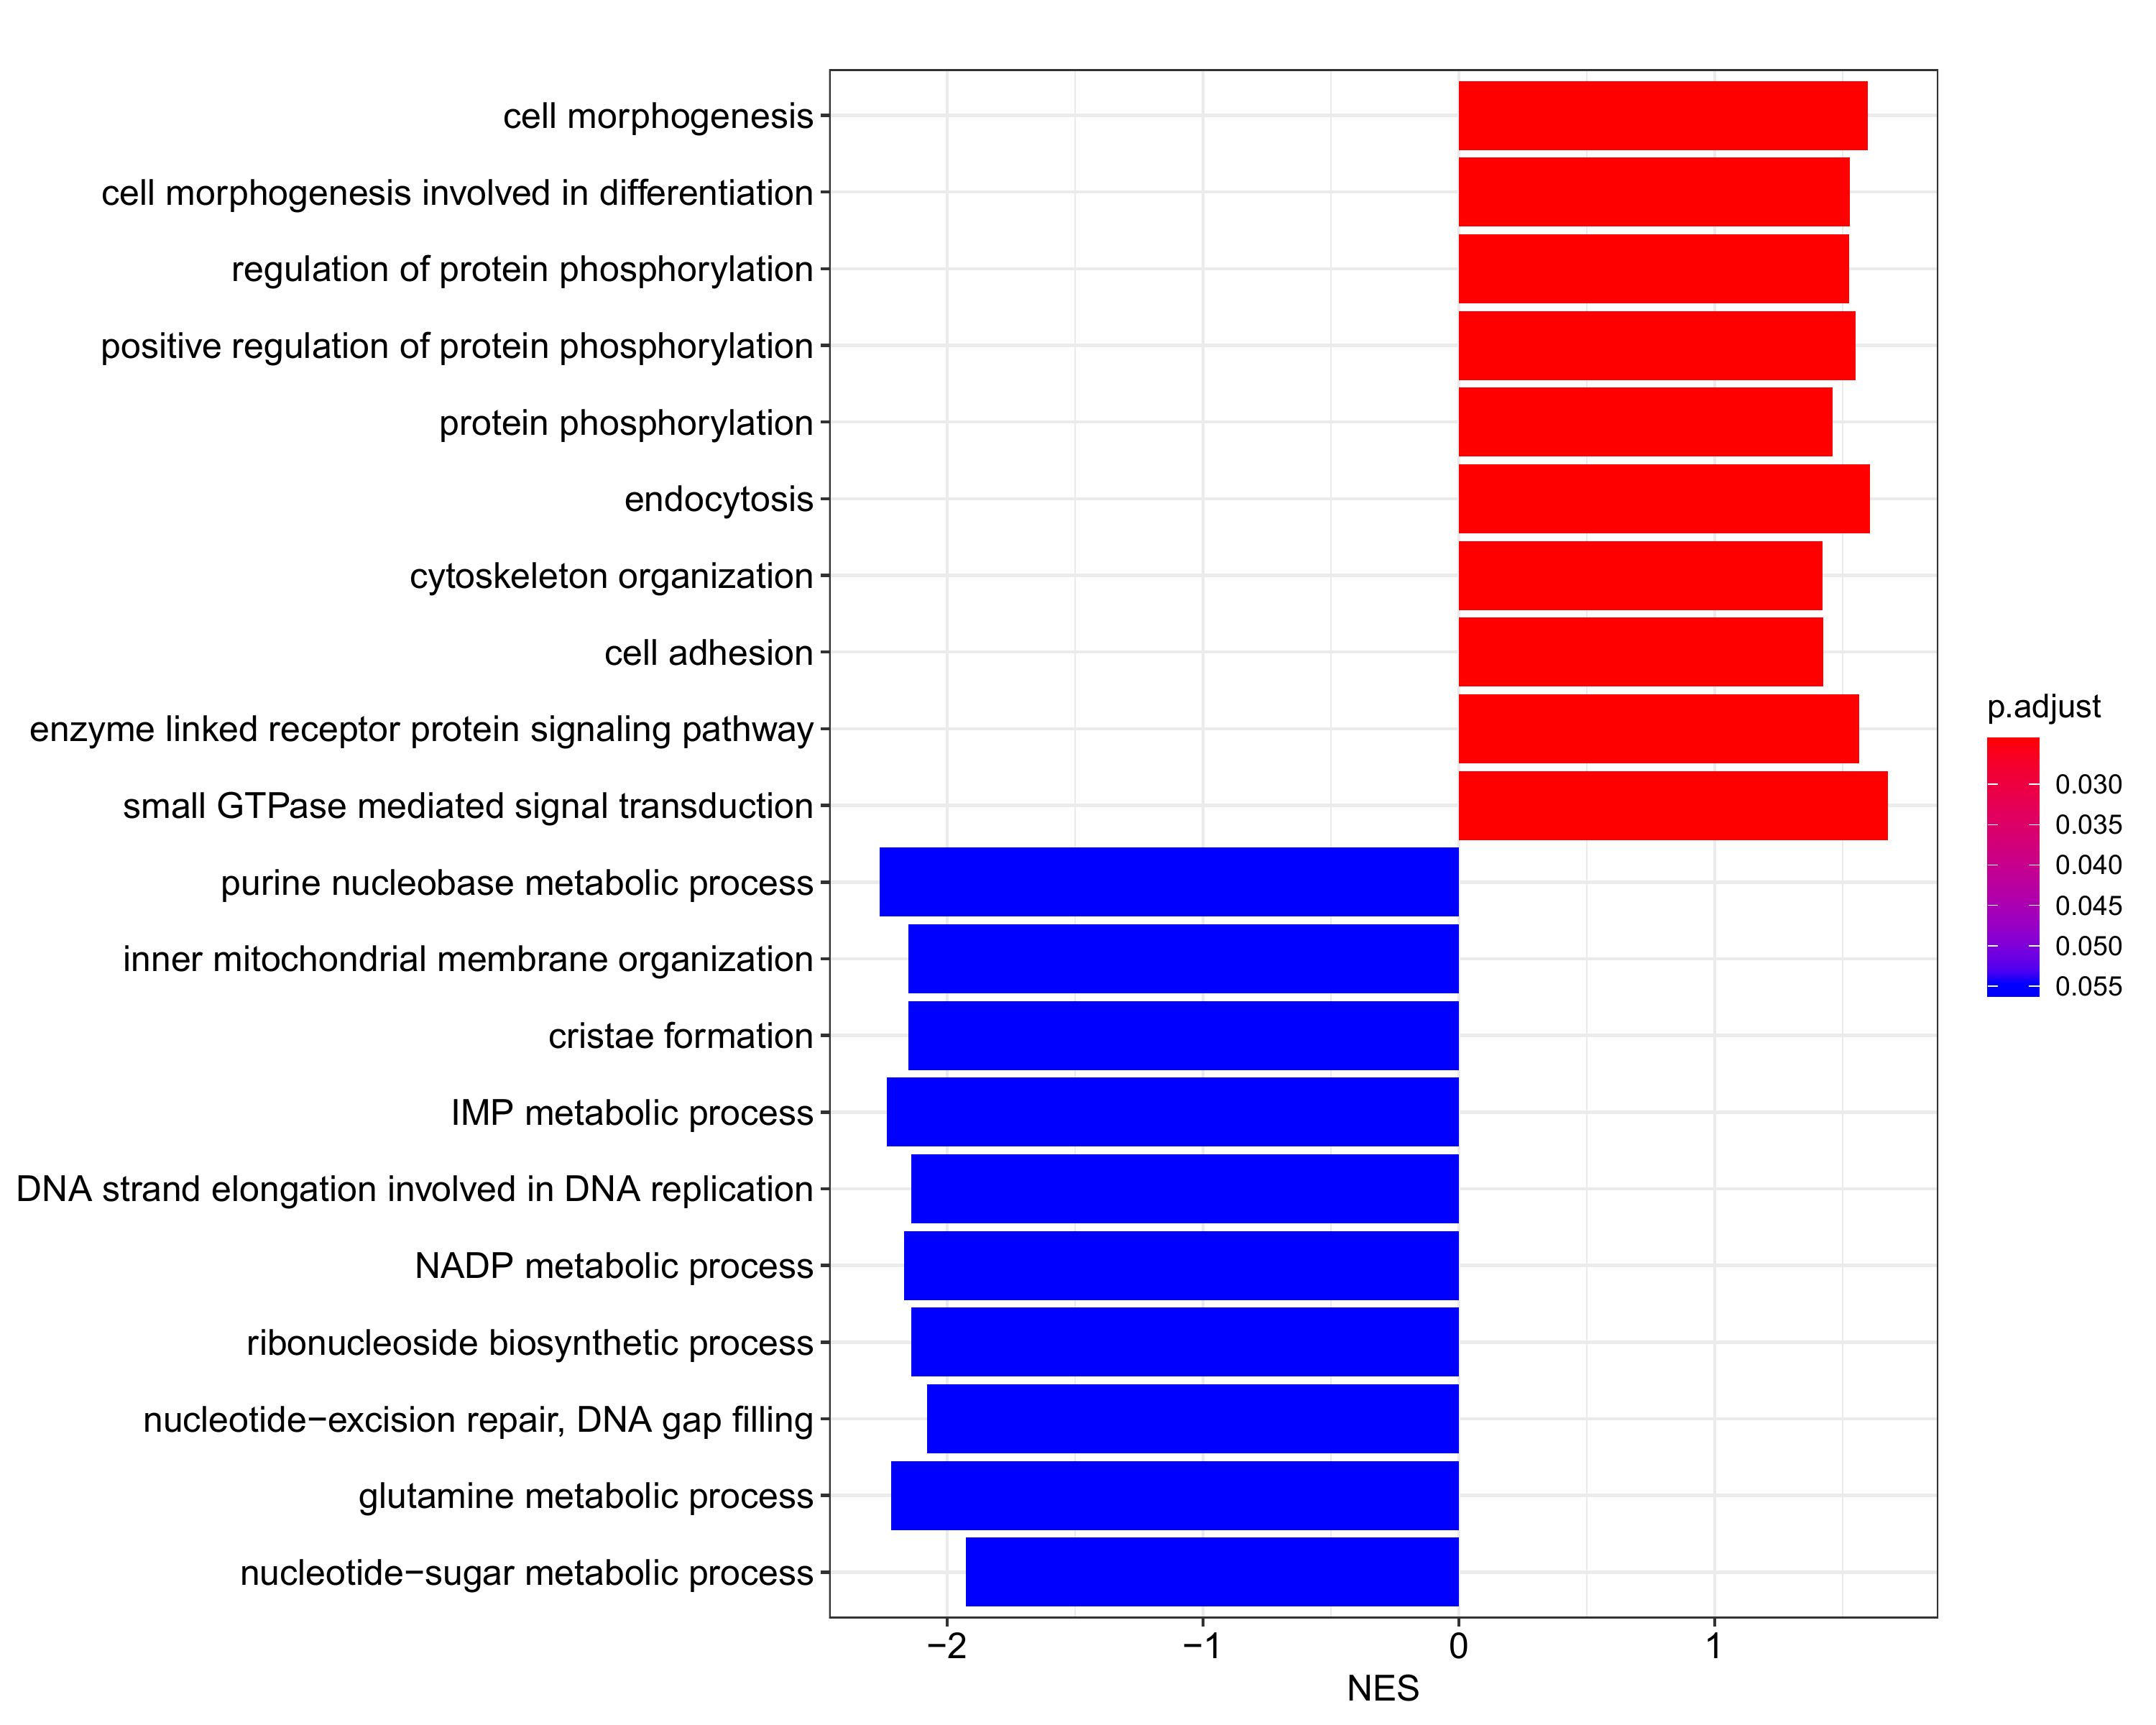 cell morphogenesis
cell morphogenesis involved in differentiation
regulation of protein phosphorylation
positive regulation of protein phosphorylation
protein phosphorylation
endocytosis
cytoskeleton organization
cell adhesion
enzyme linked receptor protein signaling pathway
small GTPase mediated signal transduction
purine nucleobase metabolic process
inner mitochondrial membrane organization
cristae formation
IMP metabolic process
DNA strand elongation involved in DNA replication
NADP metabolic process
ribonucleoside biosynthetic process
nucleotide−excision repair, DNA gap filling
glutamine metabolic process
nucleotide−sugar metabolic process
−2 −1 0 1
NES
p.adjust
0.030
0.035
0.040
0.045
0.050
0.055